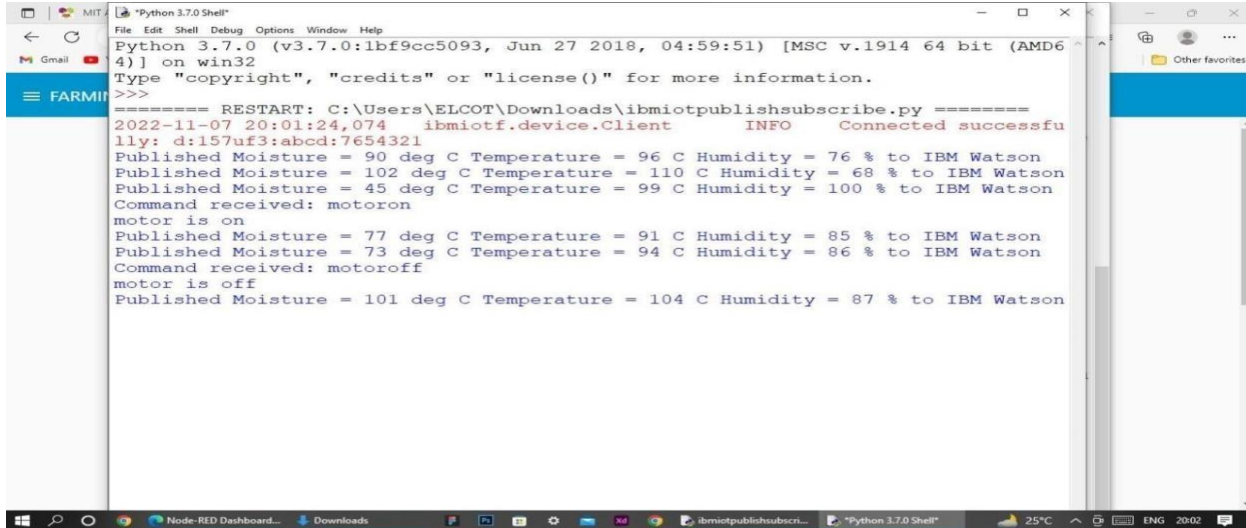 MIT
*Python 3.7.0 Shell*
File Edit Shell Debug Options Window Help
Gmail
Other favorites
Python 3.7.0 (v3.7.0:1bf9cc5093, Jun 27 2018, 04:59:51) [MSC v.1914 64 bit (AMD6
4)] on win32
Type "copyright", "credits" or "license()" for more information.
>>>
======== RESTART: C:\Users\ELCOT\Downloads\ibmiotpublishsubscribe.py ========
2022-11-07 20:01:24,074 ibmiotf.device.Client INFO Connected successfu
lly: d:157uf3:abcd:7654321
Published Moisture = 90 deg C Temperature = 96 C Humidity = 76 % to IBM Watson
Published Moisture = 102 deg C Temperature = 110 C Humidity = 68 % to IBM Watson
Published Moisture = 45 deg C Temperature = 99 C Humidity = 100 % to IBM Watson
Command received: motoron
motor is on
Published Moisture = 77 deg C Temperature = 91 C Humidity = 85 % to IBM Watson
Published Moisture = 73 deg C Temperature = 94 C Humidity = 86 % to IBM Watson
Command received: motoroff
motor is off
Published Moisture = 101 deg C Temperature = 104 C Humidity = 87 % to IBM Watson
Node-RED Dashboard... Downloads ibmiotpublishsubscri... *Python 3.7.0 Shell* 25°C ENG 20:02